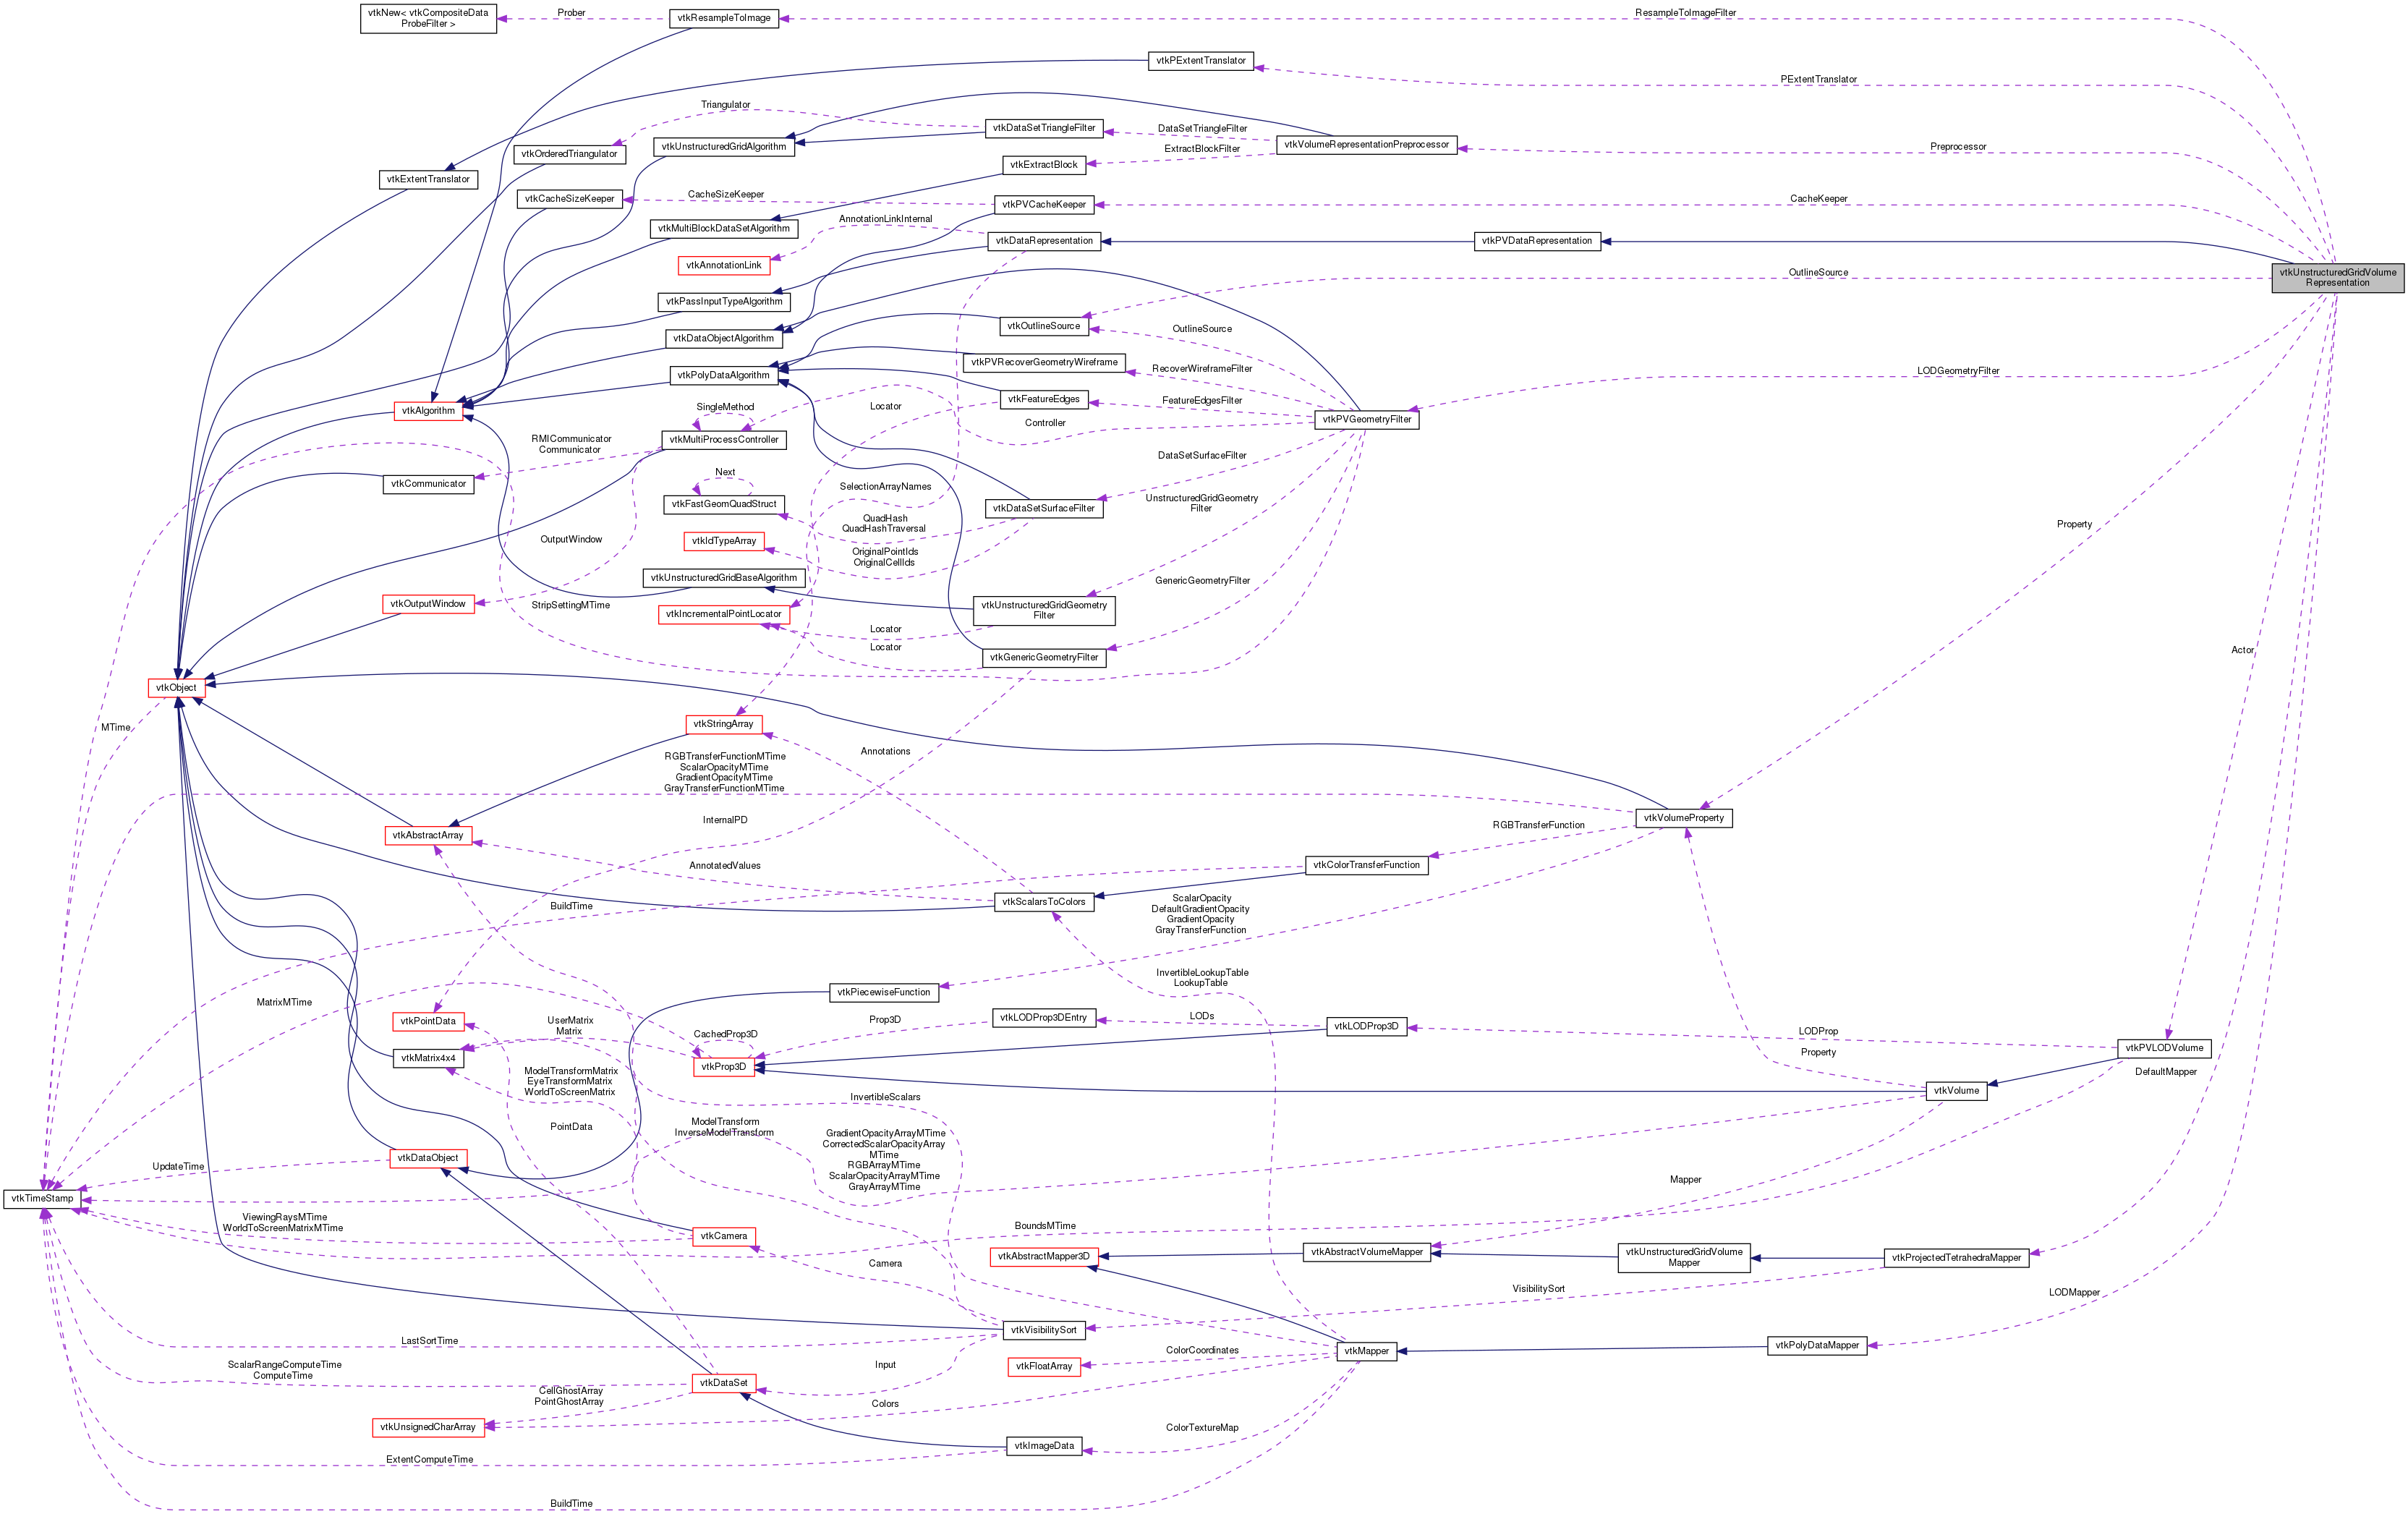 vtkNew< vtkCompositeData
ProbeFilter >
Prober
vtkResampleToImage
ResampleToImageFilter
vtkPExtentTranslator
PExtentTranslator
Triangulator
vtkDataSetTriangleFilter
DataSetTriangleFilter
vtkUnstructuredGridAlgorithm
vtkVolumeRepresentationPreprocessor
Preprocessor
vtkOrderedTriangulator
ExtractBlockFilter
vtkExtractBlock
vtkExtentTranslator
vtkCacheSizeKeeper
CacheSizeKeeper
vtkPVCacheKeeper
CacheKeeper
AnnotationLinkInternal
vtkMultiBlockDataSetAlgorithm
vtkDataRepresentation
vtkPVDataRepresentation
vtkAnnotationLink
vtkUnstructuredGridVolume
Representation
OutlineSource
vtkPassInputTypeAlgorithm
vtkOutlineSource
OutlineSource
vtkDataObjectAlgorithm
vtkPVRecoverGeometryWireframe
RecoverWireframeFilter
LODGeometryFilter
vtkPolyDataAlgorithm
vtkFeatureEdges
FeatureEdgesFilter
vtkAlgorithm
SingleMethod
Locator
Controller
vtkPVGeometryFilter
vtkMultiProcessController
RMICommunicator
Communicator
DataSetSurfaceFilter
Next
vtkCommunicator
SelectionArrayNames
UnstructuredGridGeometry
Filter
vtkFastGeomQuadStruct
vtkDataSetSurfaceFilter
QuadHash
QuadHashTraversal
Property
OutputWindow
vtkIdTypeArray
OriginalPointIds
OriginalCellIds
vtkUnstructuredGridBaseAlgorithm
GenericGeometryFilter
vtkOutputWindow
StripSettingMTime
vtkIncrementalPointLocator
vtkUnstructuredGridGeometry
Filter
Locator
Locator
vtkGenericGeometryFilter
Actor
vtkObject
MTime
vtkStringArray
Annotations
RGBTransferFunctionMTime
ScalarOpacityMTime
GradientOpacityMTime
GrayTransferFunctionMTime
vtkVolumeProperty
RGBTransferFunction
InternalPD
vtkAbstractArray
AnnotatedValues
vtkColorTransferFunction
BuildTime
vtkScalarsToColors
ScalarOpacity
DefaultGradientOpacity
GradientOpacity
GrayTransferFunction
InvertibleLookupTable
LookupTable
MatrixMTime
vtkPiecewiseFunction
vtkPointData
UserMatrix
Matrix
CachedProp3D
Prop3D
vtkLODProp3DEntry
LODs
vtkLODProp3D
LODProp
vtkPVLODVolume
vtkMatrix4x4
vtkProp3D
Property
DefaultMapper
ModelTransformMatrix
EyeTransformMatrix
WorldToScreenMatrix
vtkVolume
InvertibleScalars
PointData
ModelTransform
InverseModelTransform
GradientOpacityArrayMTime
CorrectedScalarOpacityArray
MTime
RGBArrayMTime
ScalarOpacityArrayMTime
GrayArrayMTime
vtkDataObject
UpdateTime
vtkTimeStamp
Mapper
ViewingRaysMTime
WorldToScreenMatrixMTime
vtkCamera
BoundsMTime
vtkAbstractMapper3D
vtkAbstractVolumeMapper
vtkUnstructuredGridVolume
Mapper
vtkProjectedTetrahedraMapper
Camera
VisibilitySort
LODMapper
LastSortTime
vtkVisibilitySort
vtkMapper
vtkPolyDataMapper
ScalarRangeComputeTime
ComputeTime
Input
ColorCoordinates
vtkFloatArray
vtkDataSet
CellGhostArray
PointGhostArray
Colors
vtkUnsignedCharArray
ColorTextureMap
vtkImageData
ExtentComputeTime
BuildTime